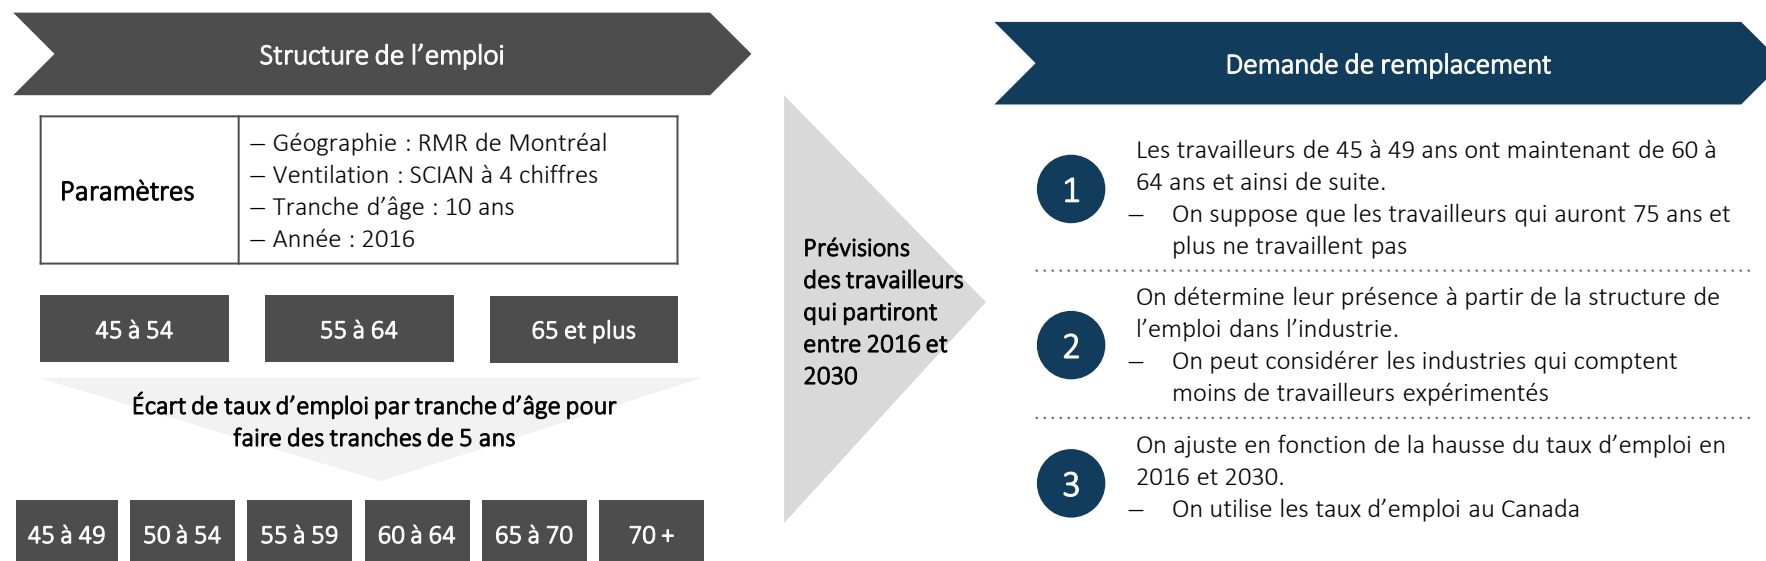 Structure de l'emploi
Paramètres
– Géographie : RMR de Montréal
– Ventilation : SCIAN à 4 chiffres
– Tranche d'âge : 10 ans
– Année : 2016
45 à 54
55 à 64
65 et plus
Écart de taux d'emploi par tranche d'âge pour
faire des tranches de 5 ans
45 à 49
50 à 54
55 à 59
60 à 64
65 à 70
70 +
Prévisions
des travailleurs
qui partiront
entre 2016 et
2030
Demande de remplacement
1
Les travailleurs de 45 à 49 ans ont maintenant de 60 à
64 ans et ainsi de suite.
– On suppose que les travailleurs qui auront 75 ans et
plus ne travaillent pas
2
On détermine leur présence à partir de la structure de
l'emploi dans l'industrie.
– On peut considérer les industries qui comptent
moins de travailleurs expérimentés
3
On ajuste en fonction de la hausse du taux d'emploi en
2016 et 2030.
– On utilise les taux d'emploi au Canada